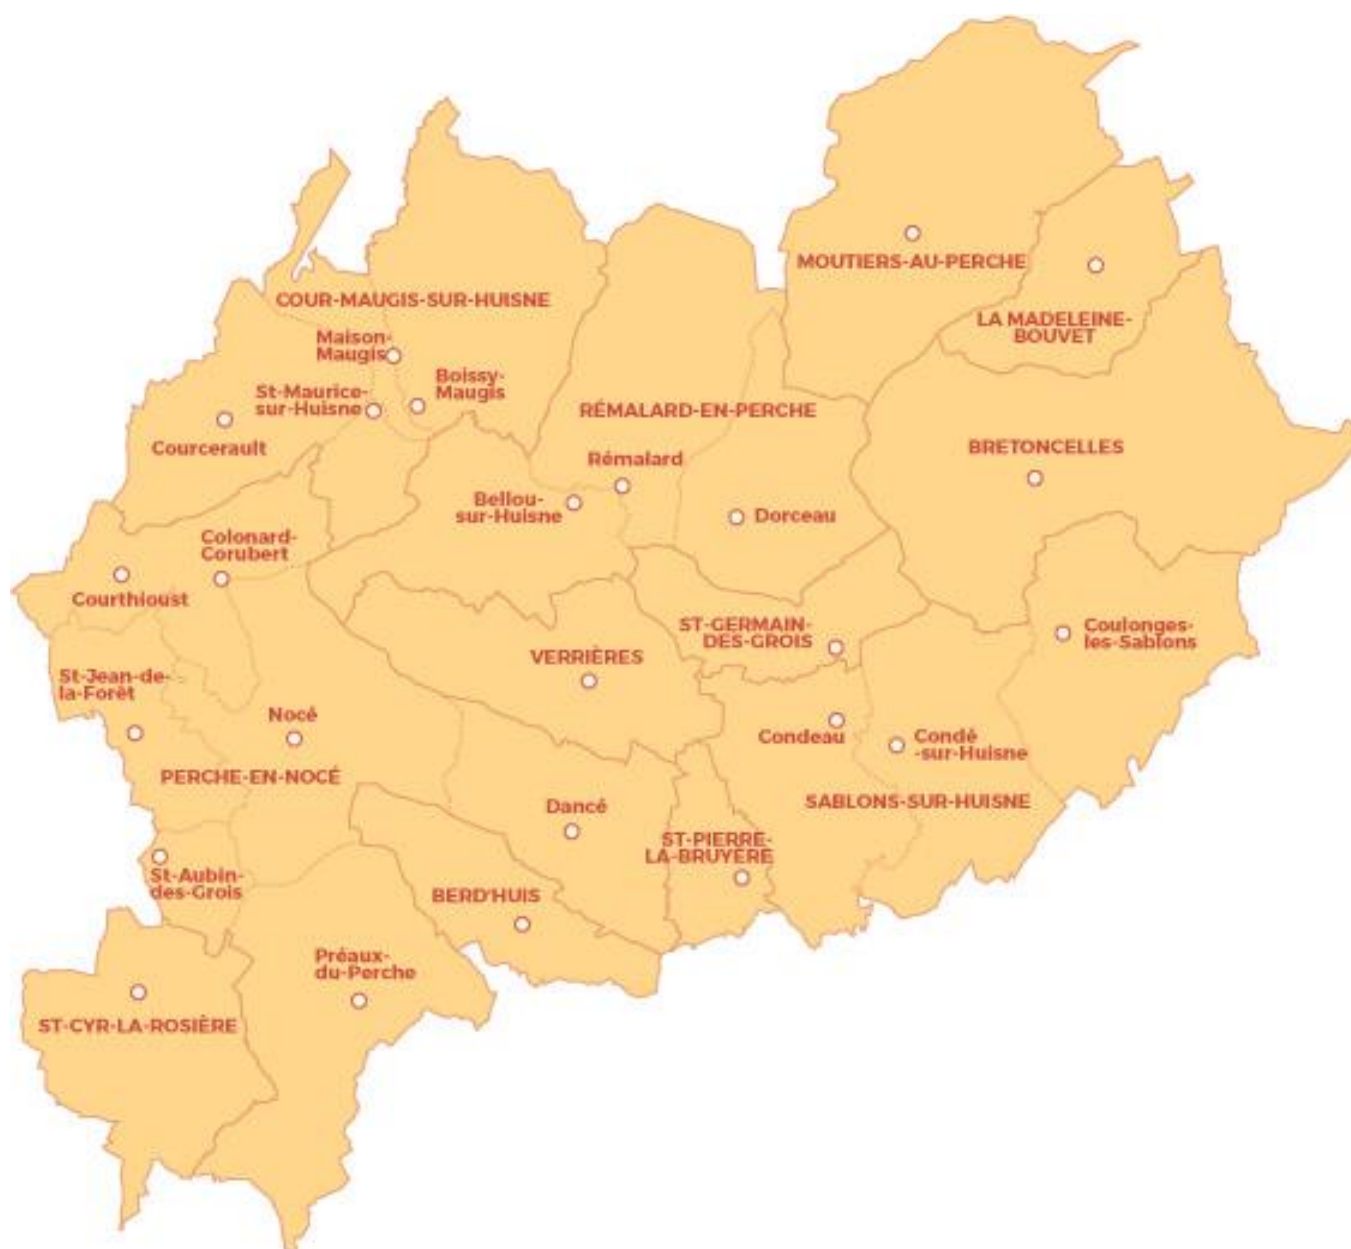 MOUTIERS-AU-PERCHE
COUR-MAUGIS-SUR-HUISNE
LA MADELEINE-
BOUVET
Maison-
Maugis
Boissy-
Maugis
St-Maurice-
sur-Huisne
RÉMALARD-EN-PERCHE
Courcerault
BRETONCELLES
Rémalard
Bellou-
sur-Huisne
Dorceau
Colonard-
Corubert
Courthioust
ST-GERMAIN-
DES-GROIS
Coulonges-
les-Sablons
VERRIÈRES
St-Jean-de-
la-Forêt
Nocé
Condeau
Condé
-sur-Huisne
PERCHE-EN-NOCÉ
SABLONS-SUR-HUISNE
Dancé
ST-PIERRE-
LA-BRUYÈRE
St-Aubin-
des-Grois
BERD'HUIS
Préaux-
du-Perche
ST-CYR-LA-ROSIÈRE